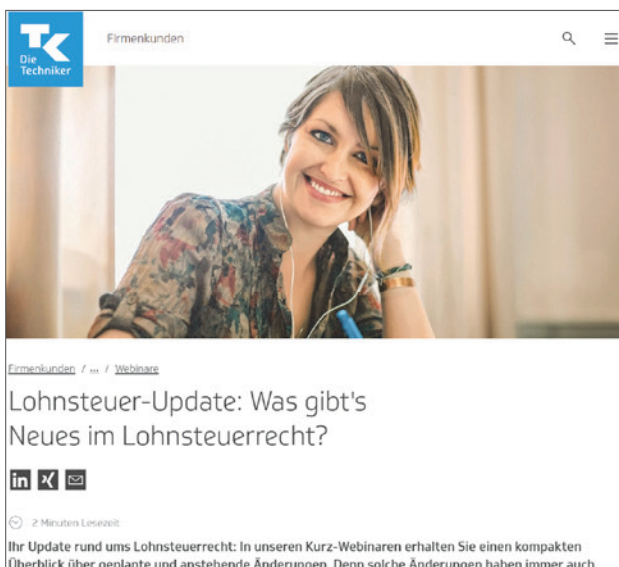 TK
Die
Techniker
Firmenkunden
Firmenkunden / ... / Webinare
Lohnsteuer-Update: Was gibt's
Neues im Lohnsteuerrecht?
in
2 Minuten Lesezeit
Ihr Update rund ums Lohnsteuerrecht: In unseren Kurz-Webinaren erhalten Sie einen kompakten
Überblick über geplante und anstehende Änderungen. Denn solche Änderungen haben immer auch